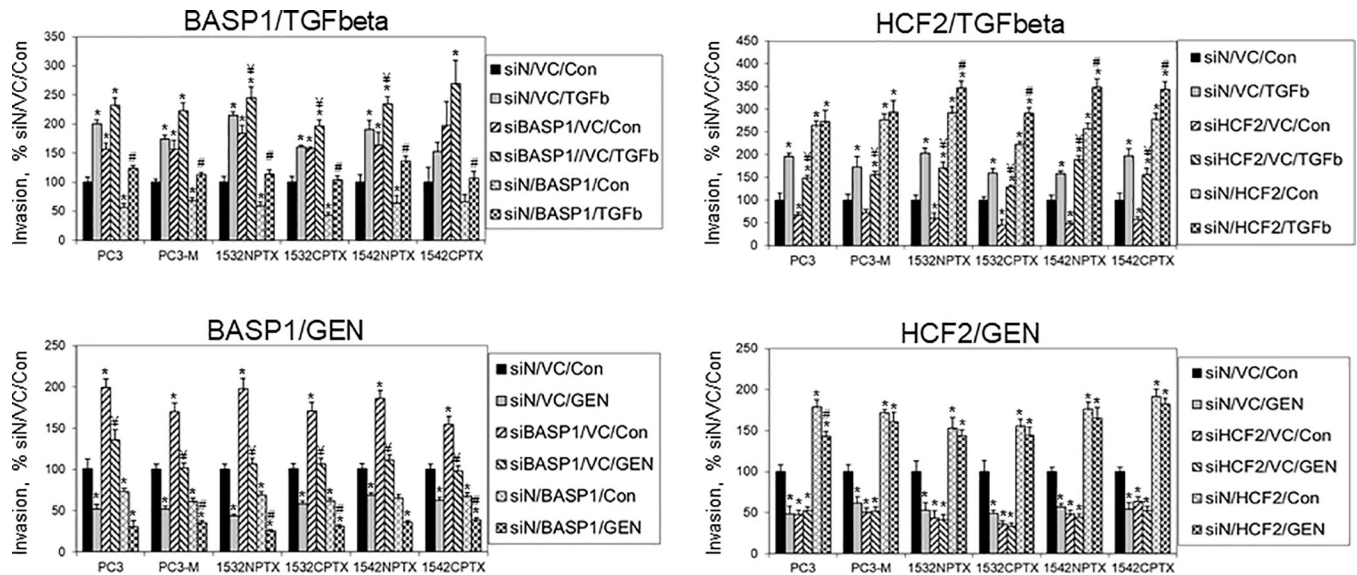 BASP1/TGFbeta
Invasion, % siN/VC/Con
350
300
250
200
150
100
50
0
* * * * * #
* * * * #
* * ¥ * * #
* * ¥ * * #
* * ¥ * * #
* #
PC3 PC3-M 1532NPTX 1532CPTX 1542NPTX 1542CPTX
siN/VC/Con
siN/VC/TGFb
siBASP1/VC/Con
siBASP1//VC/TGFb
siN/BASP1/Con
siN/BASP1/TGFb
HCF2/TGFbeta
Invasion, % siN/VC/Con
450
400
350
300
250
200
150
100
50
0
PC3 PC3-M 1532NPTX 1532CPTX 1542NPTX 1542CPTX
siN/VC/Con
siN/VC/TGFb
siHCF2/VC/Con
siHCF2/VC/TGFb
siN/HCF2/Con
siN/HCF2/TGFb
BASP1/GEN
Invasion, % siN/VC/Con
250
200
150
100
50
0
PC3 PC3-M 1532NPTX 1532CPTX 1542NPTX 1542CPTX
siN/VC/Con
siN/VC/GEN
siBASP1/VC/Con
siBASP1/VC/GEN
siN/BASP1/Con
siN/BASP1/GEN
HCF2/GEN
Invasion, % siN/VC/Con
250
200
150
100
50
0
PC3 PC3-M 1532NPTX 1532CPTX 1542NPTX 1542CPTX
siN/VC/Con
siN/VC/GEN
siHCF2/VC/Con
siHCF2/VC/GEN
siN/HCF2/Con
siN/HCF2/GEN